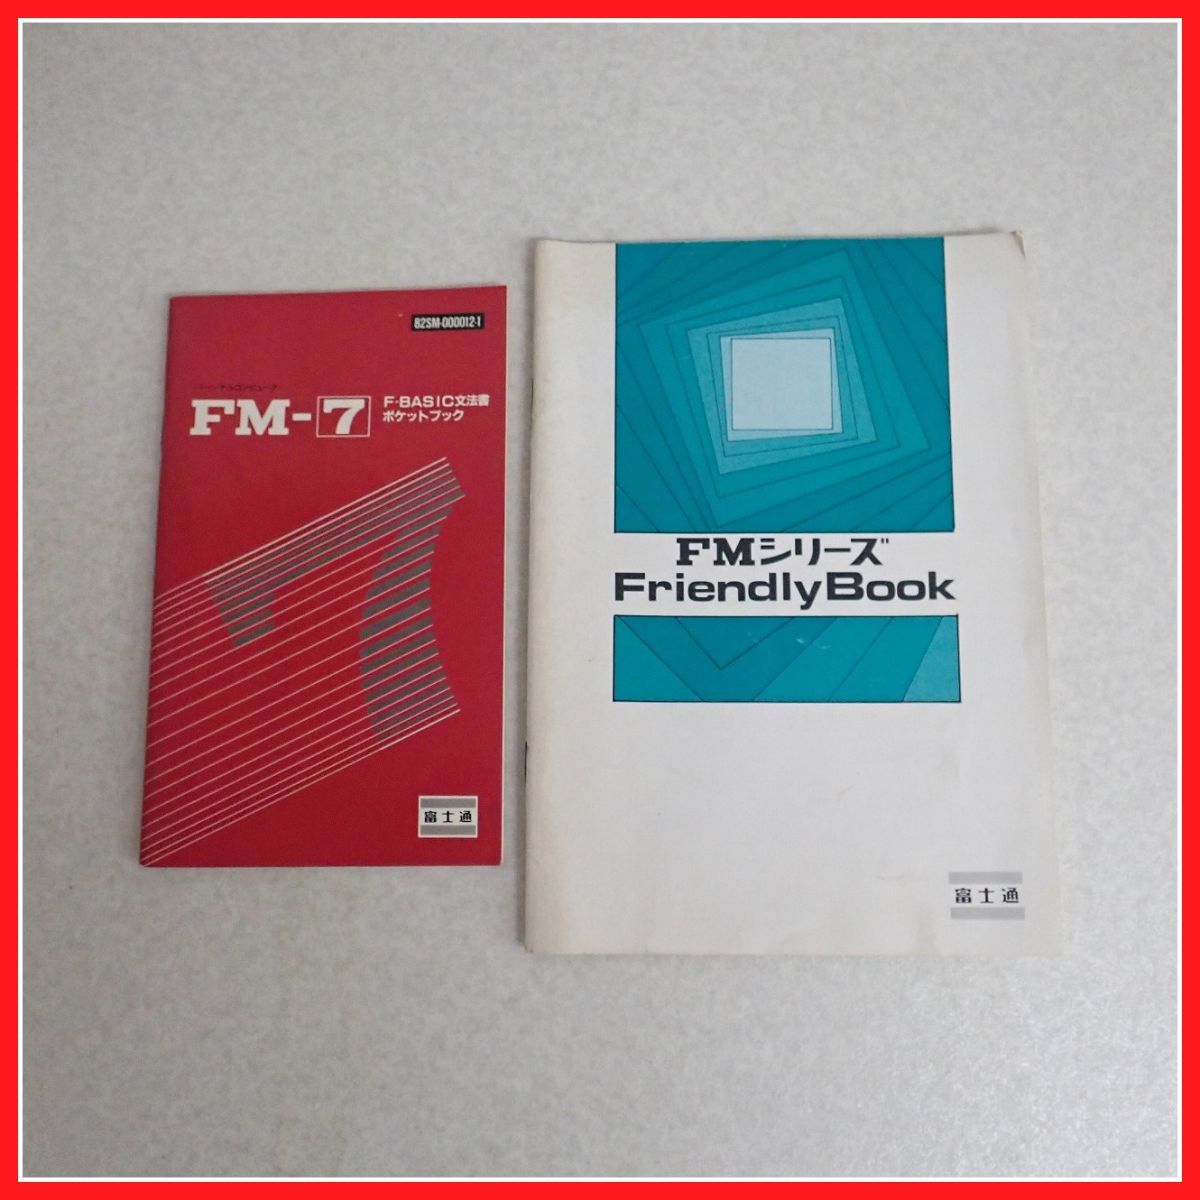 82SM-000012-1
パーソナルコンピュータ
FM-7
F-BASIC文法書
ポケットブック
富士通
FMシリーズ
FriendlyBook
富士通